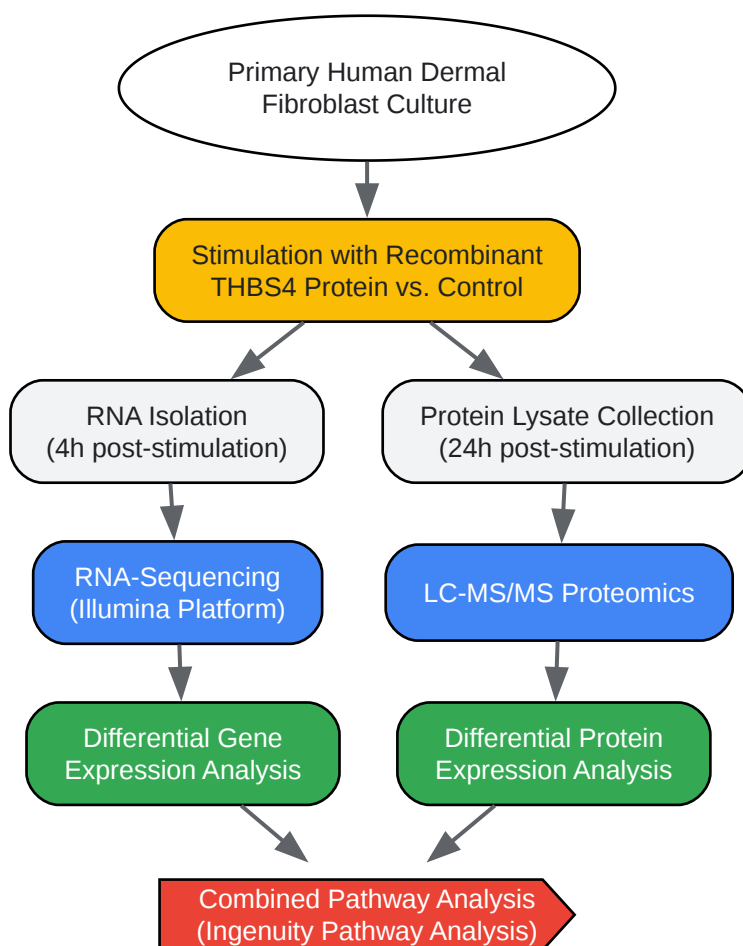 Primary Human Dermal
Fibroblast Culture
Stimulation with Recombinant
THBS4 Protein vs. Control
RNA Isolation
(4h post-stimulation)
Protein Lysate Collection
(24h post-stimulation)
RNA-Sequencing
(Illumina Platform)
LC-MS/MS Proteomics
Differential Gene
Expression Analysis
Differential Protein
Expression Analysis
Combined Pathway Analysis
(Ingenuity Pathway Analysis)